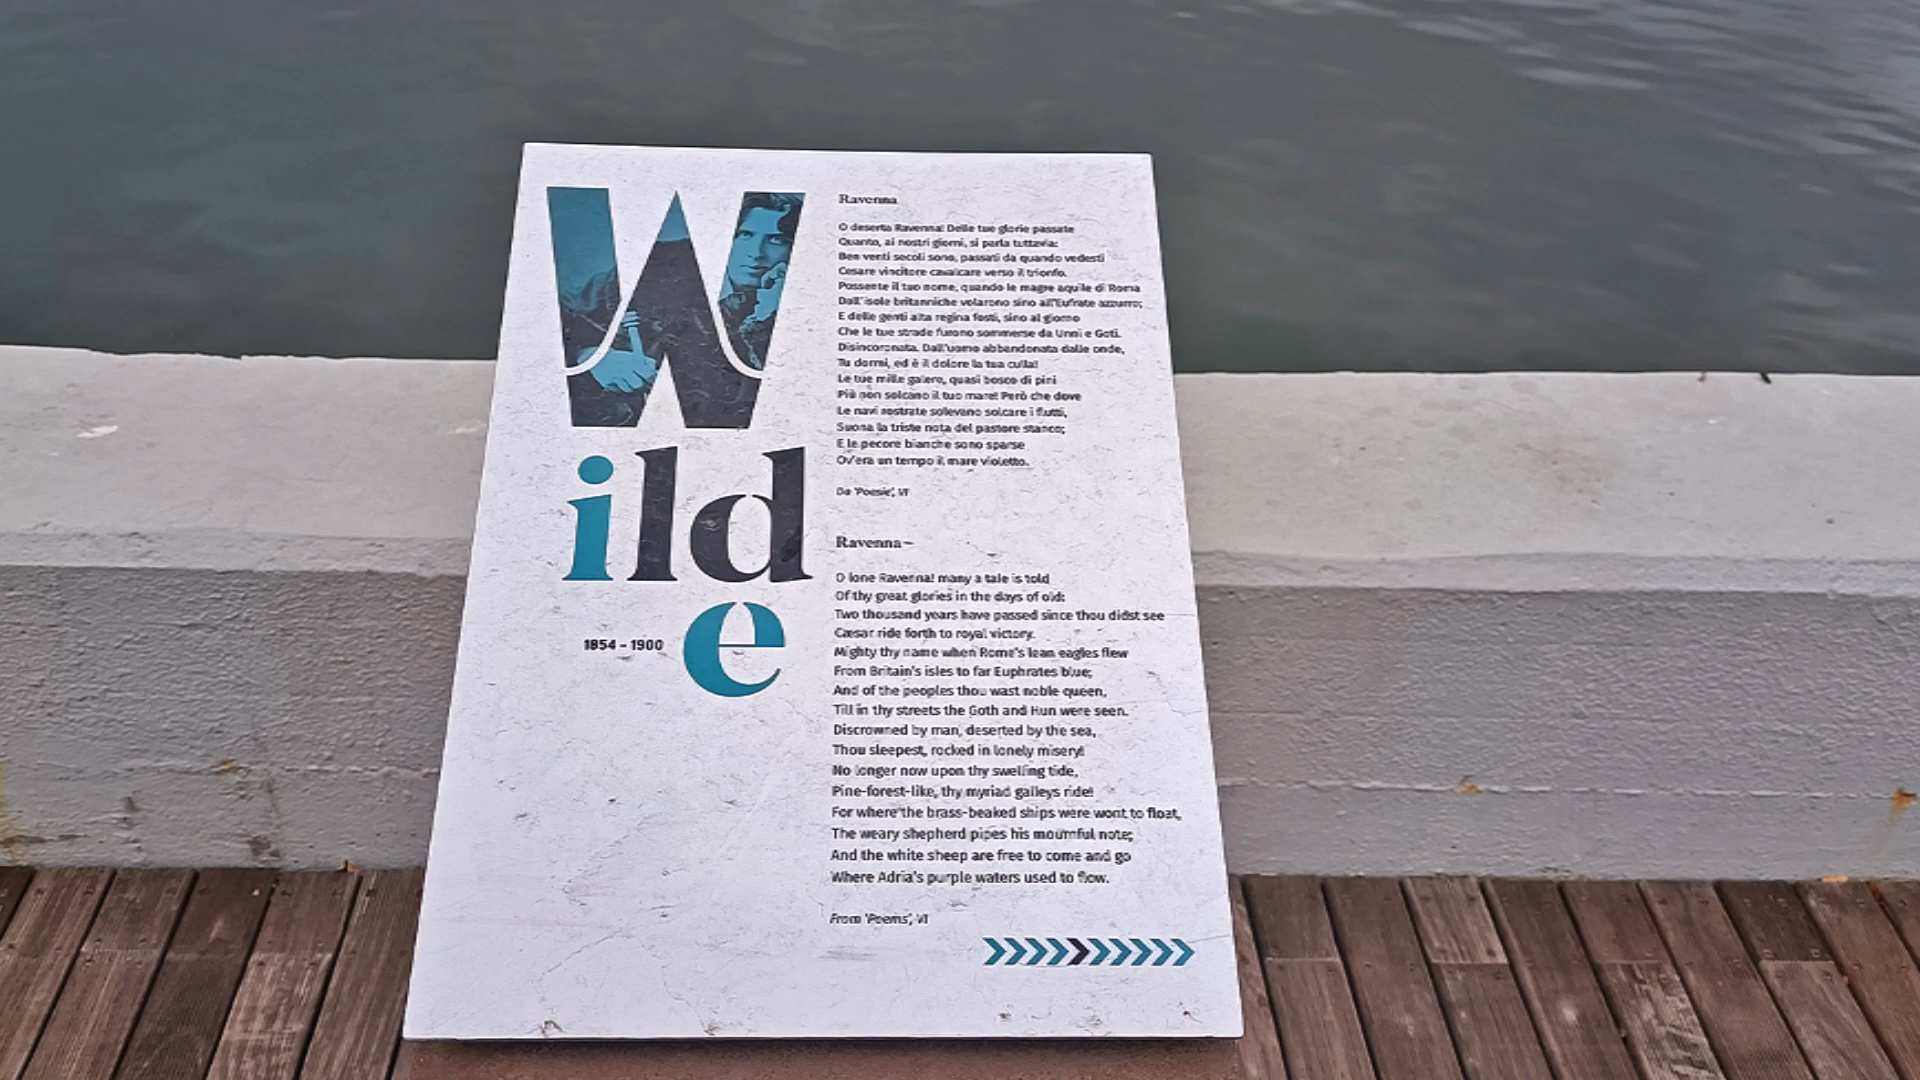 Wilde
1854 - 1900
Ravenna
O deserta Ravenna! Delle tue glorie passate
Quanto, ai nostri giorni, si parla tuttavia:
Ben venti secoli sono, passati da quando vedesti
Cesare vincitore cavalcare verso il trionfo.
Possente il tuo nome, quando le magre aquile di Roma
Dall'isole britanniche volarono sino all'Eufrate azzurro;
E delle genti alta regina fosti, sino al giorno
Che le tue strade furono sommerse da Unni e Goti.
Disincoronata. Dall'uomo abbandonata dalle onde,
Tu dormi, ed è il dolore la tua culla!
Le tue mille galere, quasi bosco di pini
Più non solcano il tuo mare! Però che dove
Le navi rostrate solevano solcare i flutti,
Suona la triste nota del pastore stanco;
E le pecore bianche sono sparse
Ov'era un tempo il mare violetto.
Da 'Poesie', VI
Ravenna
O lone Ravenna! many a tale is told
Of thy great glories in the days of old:
Two thousand years have passed since thou didst see
Cæsar ride forth to royal victory.
Mighty thy name when Rome's lean eagles flew
From Britain's isles to far Euphrates blue;
And of the peoples thou wast noble queen,
Till in thy streets the Goth and Hun were seen.
Discrowned by man, deserted by the sea,
Thou sleepest, rocked in lonely misery!
No longer now upon thy swelling tide,
Pine-forest-like, thy myriad galleys ride!
For where the brass-beaked ships were wont to float,
The weary shepherd pipes his mournful note;
And the white sheep are free to come and go
Where Adria's purple waters used to flow.
From 'Poems', VI